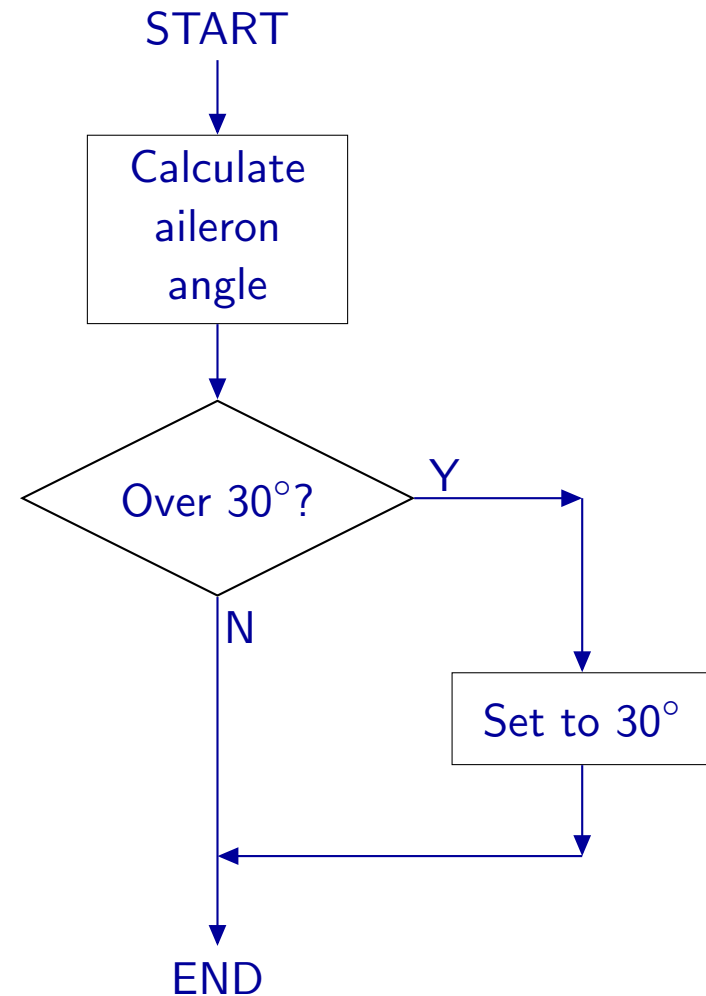 START
Calculate
aileron
angle
Over 30°?
Y
N
Set to 30°
END